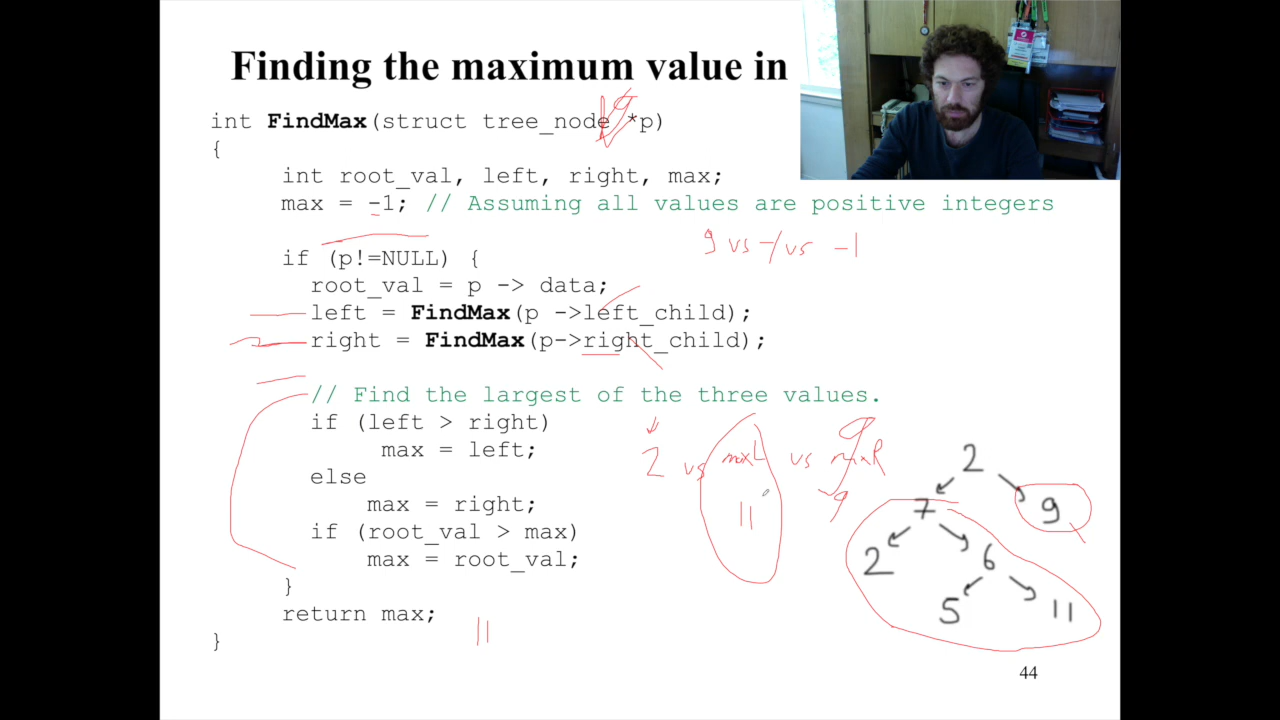 Finding the maximum value in
int FindMax(struct tree_node *p)
{
int root_val, left, right, max;
max = -1; // Assuming all values are positive integers
9 vs -1 vs -1
if (p!=NULL) {
root_val = p -> data;
left = FindMax(p ->left_child);
right = FindMax(p->right_child);
// Find the largest of the three values.
if (left > right)
max = left;
else
max = right;
if (root_val > max)
max = root_val;
}
return max;
}
2 vs maxL vs maxR
11
9
9
2
7
9
2
6
5
11
11
44